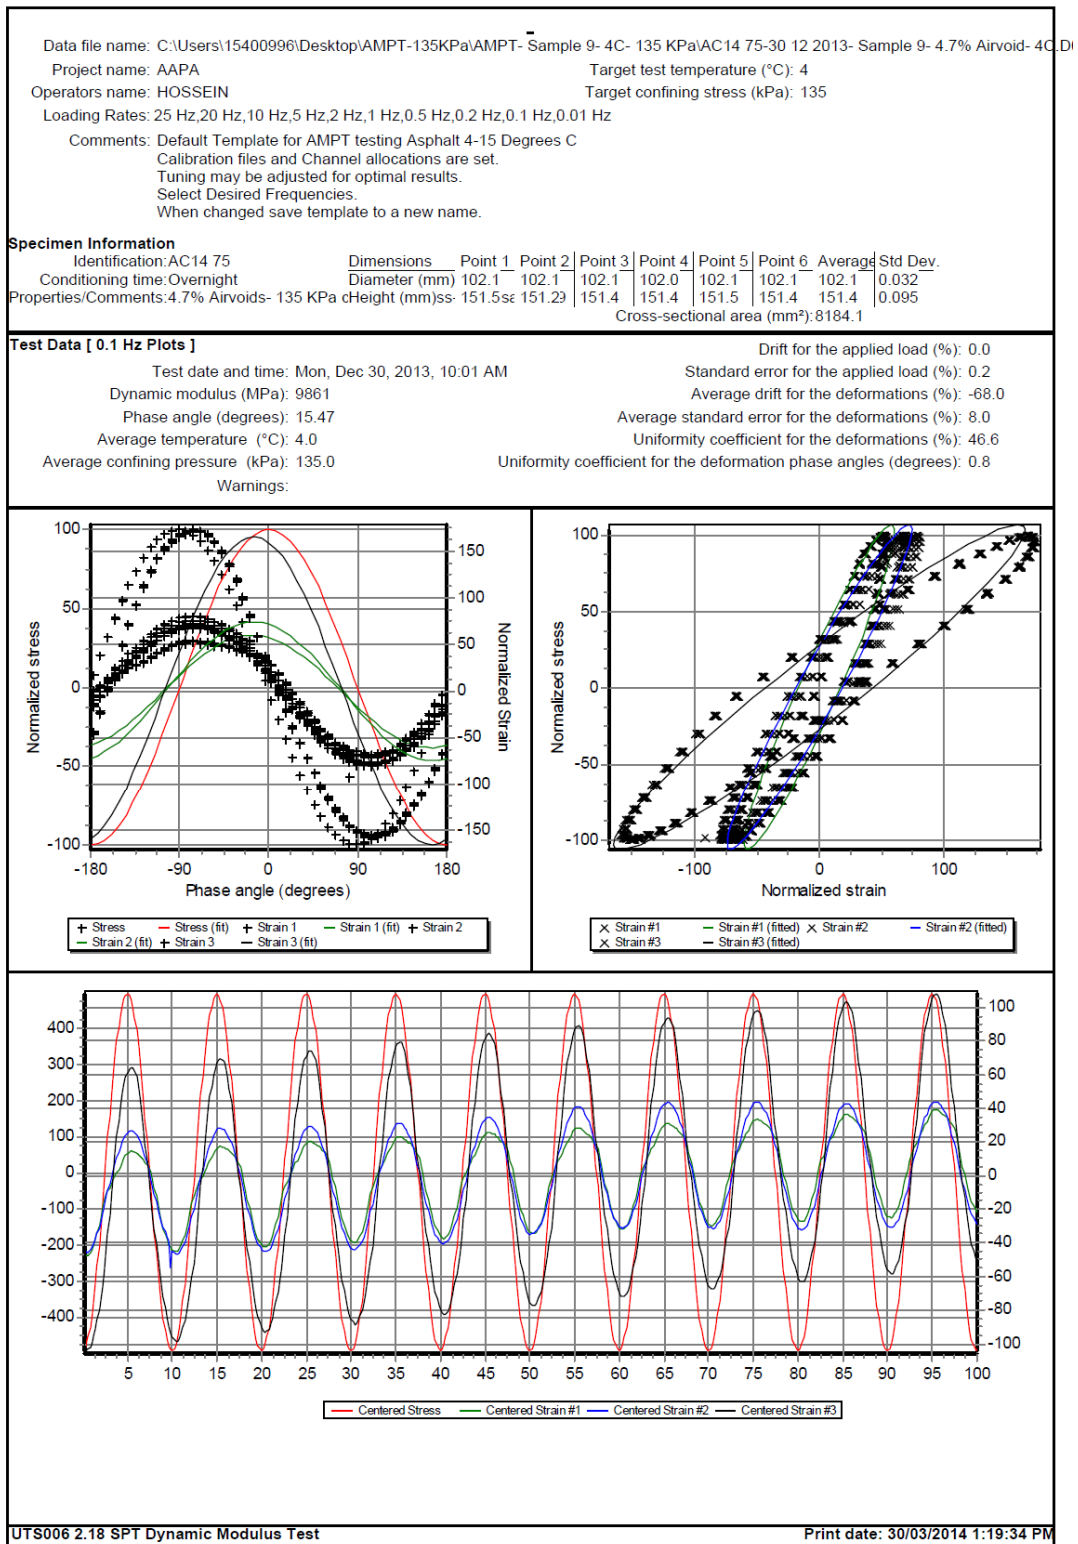 Data file name: C:\Users\15400996\Desktop\AMPT-135KPa\AMPT- Sample 9- 4C- 135 KPa\AC14 75-30 12 2013- Sample 9- 4.7% Airvoid- 4C.D
Project name: AAPA
Target test temperature (°C): 4
Operators name: HOSSEIN
Target confining stress (kPa): 135
Loading Rates: 25 Hz,20 Hz,10 Hz,5 Hz,2 Hz,1 Hz,0.5 Hz,0.2 Hz,0.1 Hz,0.01 Hz
Comments: Default Template for AMPT testing Asphalt 4-15 Degrees C
Calibration files and Channel allocations are set.
Tuning may be adjusted for optimal results.
Select Desired Frequencies.
When changed save template to a new name.
Specimen Information
Identification:AC14 75 Dimensions Point 1 Point 2 Point 3 Point 4 Point 5 Point 6 Average Std Dev.
Conditioning time:Overnight Diameter (mm) 102.1 102.1 102.1 102.0 102.1 102.1 102.1 0.032
Properties/Comments:4.7% Airvoids- 135 KPa cHeight (mm)ss- 151.5 151.29 151.4 151.4 151.5 151.4 151.4 0.095
Cross-sectional area (mm²):8184.1
Test Data [ 0.1 Hz Plots ]
Drift for the applied load (%): 0.0
Test date and time: Mon, Dec 30, 2013, 10:01 AM
Standard error for the applied load (%): 0.2
Dynamic modulus (MPa): 9861
Average drift for the deformations (%): -68.0
Phase angle (degrees): 15.47
Average standard error for the deformations (%): 8.0
Average temperature (°C): 4.0
Uniformity coefficient for the deformations (%): 46.6
Average confining pressure (kPa): 135.0
Uniformity coefficient for the deformation phase angles (degrees): 0.8
Warnings:
Normalized stress
100
50
0
-50
-100
150
100
50
0
-50
-100
-150
Normalized Strain
-180 -90 0 90 180
Phase angle (degrees)
Stress Stress (fit) Strain 1 Strain 1 (fit) Strain 2
Strain 2 (fit) Strain 3 Strain 3 (fit)
Normalized stress
100
50
0
-50
-100
-100 0 100
Normalized strain
Strain #1 Strain #1 (fitted) Strain #2 Strain #2 (fitted)
Strain #3 Strain #3 (fitted)
400
300
200
100
0
-100
-200
-300
-400
100
80
60
40
20
0
-20
-40
-60
-80
-100
5 10 15 20 25 30 35 40 45 50 55 60 65 70 75 80 85 90 95 100
Centered Stress Centered Strain #1 Centered Strain #2 Centered Strain #3
UTS006 2.18 SPT Dynamic Modulus Test
Print date: 30/03/2014 1:19:34 PM